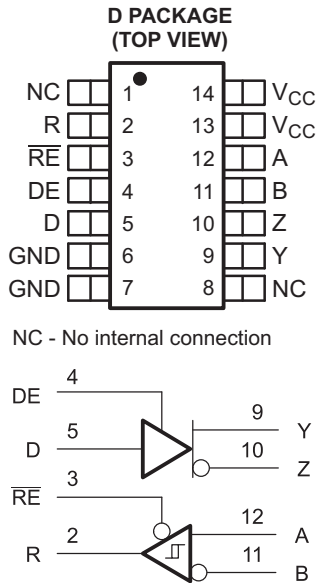 D PACKAGE
(TOP VIEW)
NC 1 14 VCC
R 2 13 VCC
RE 3 12 A
DE 4 11 B
D 5 10 Z
GND 6 9 Y
GND 7 8 NC
NC - No internal connection
DE 4
9 Y
D 5
10 Z
RE 3
12 A
R 2
11 B